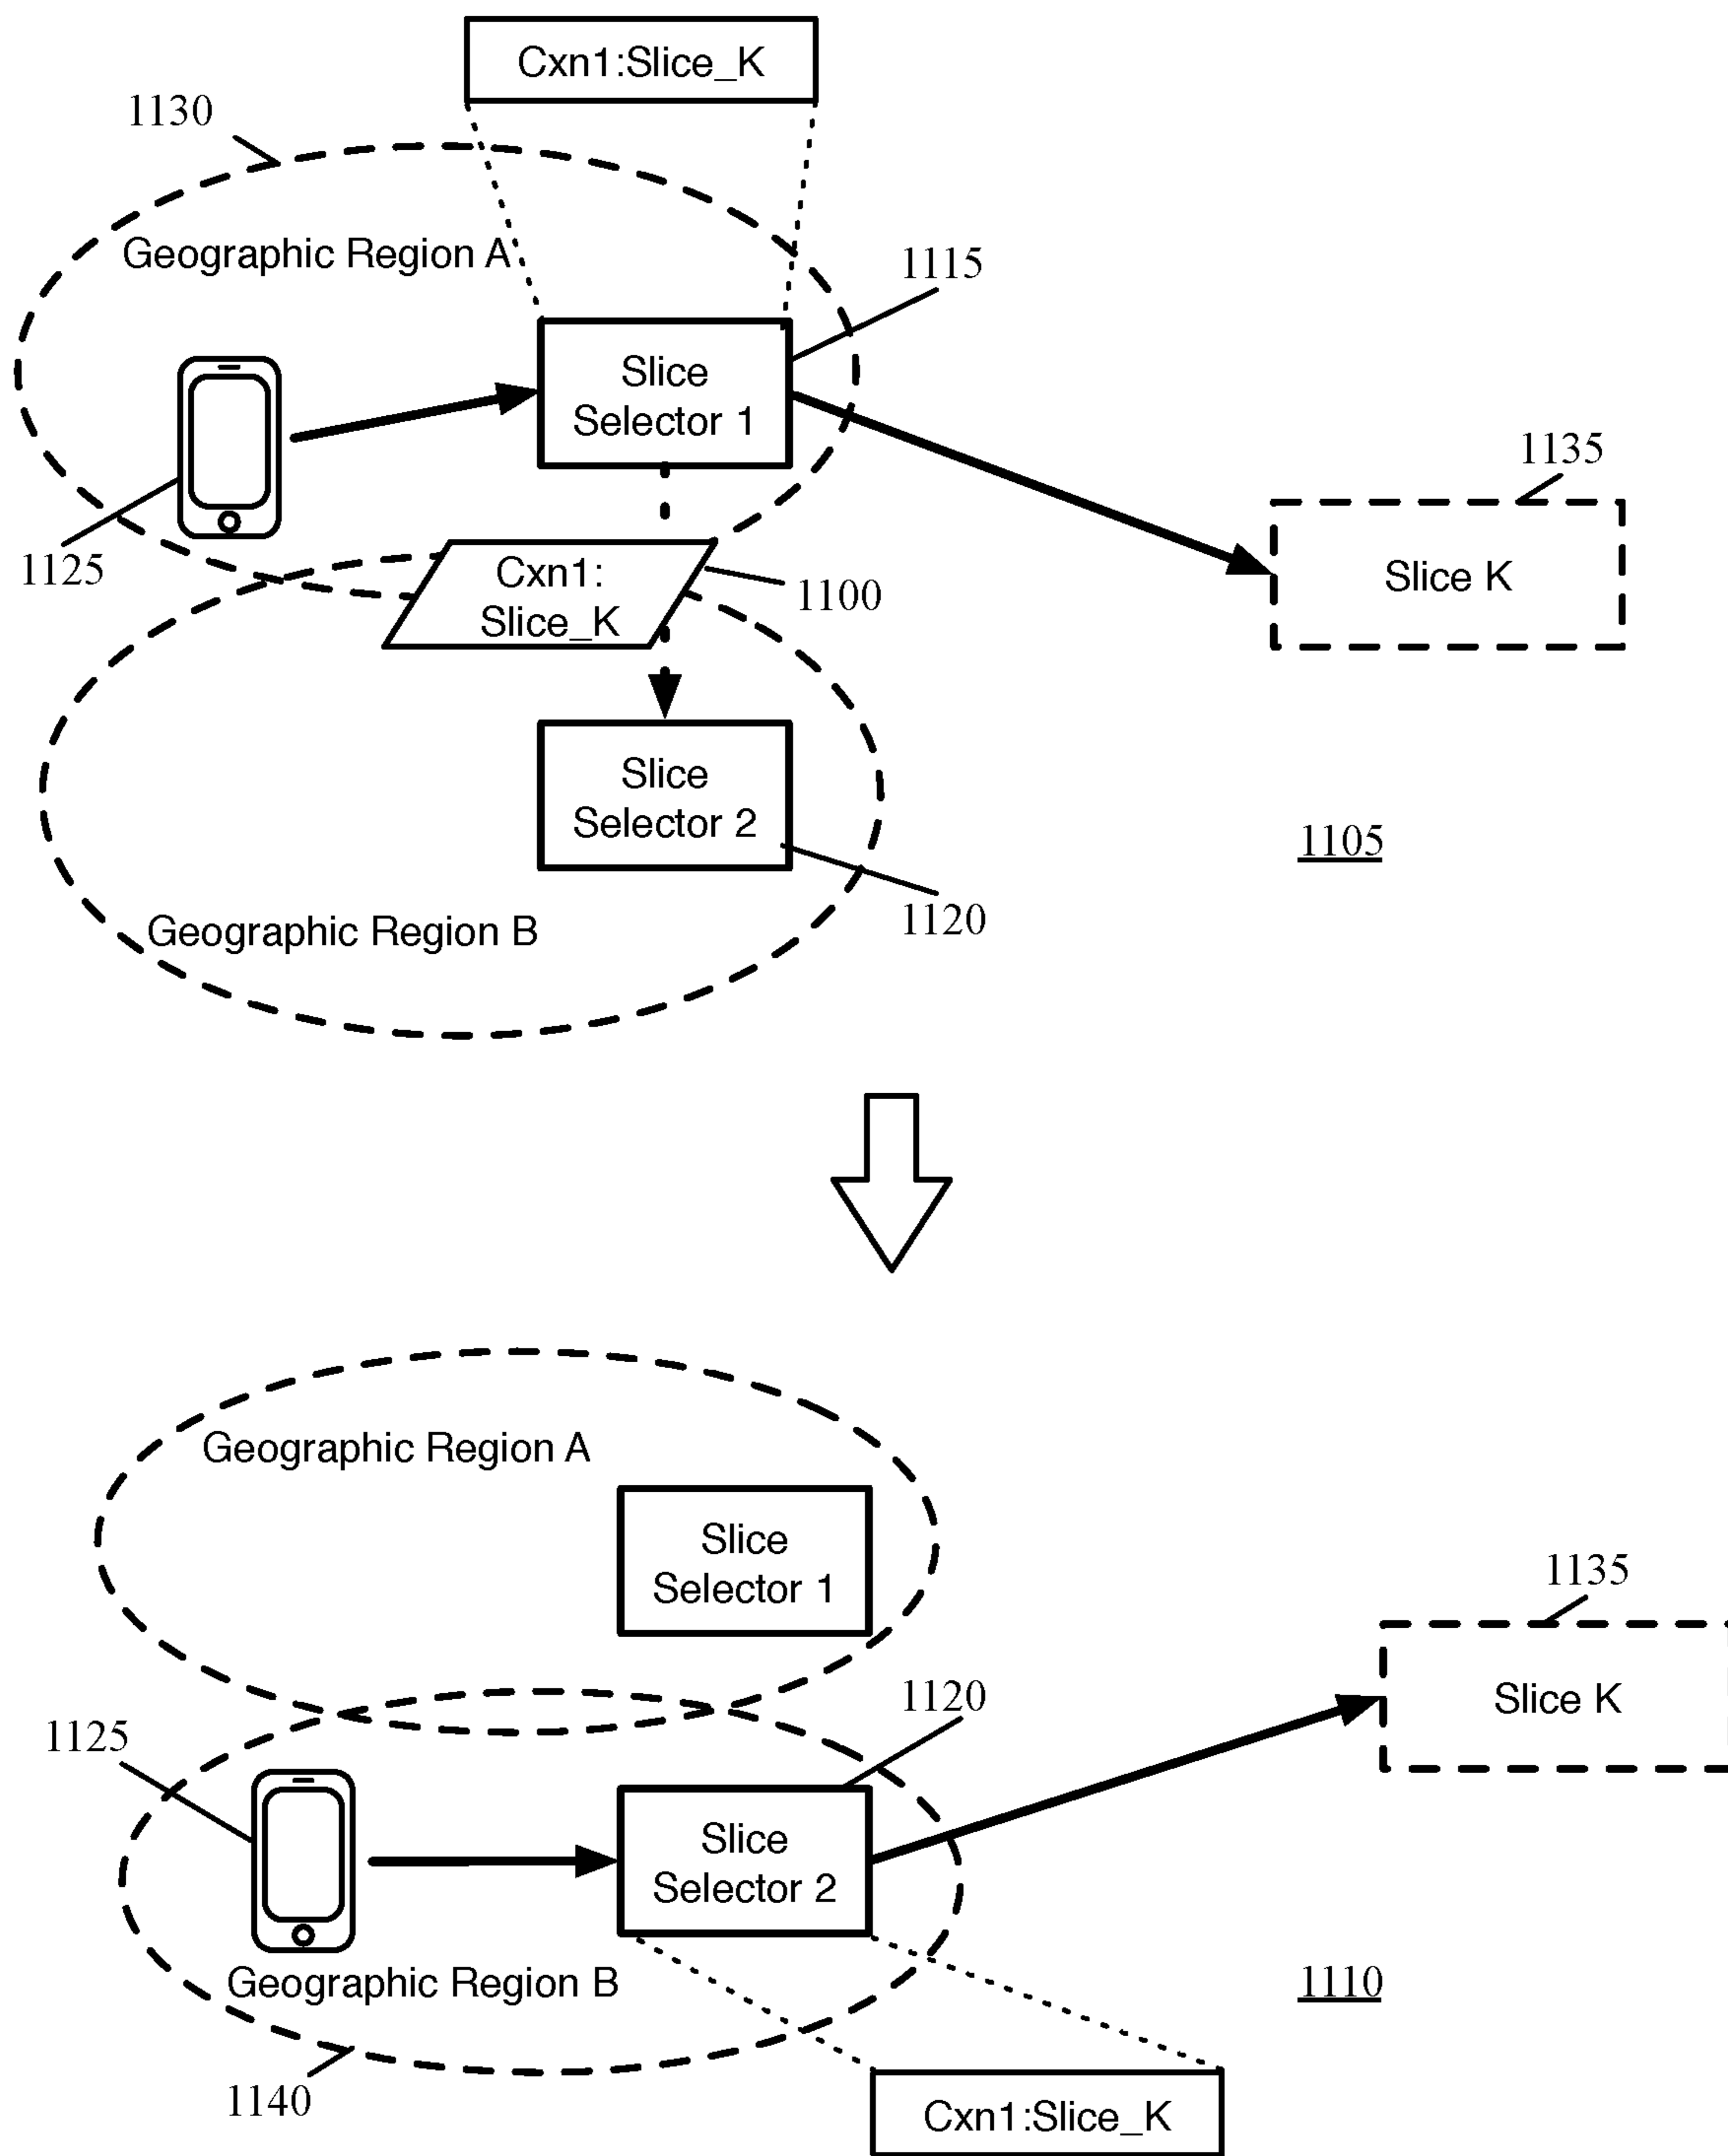 Cxn1:Slice_K
1130
Geographic Region A
1115
Slice
Selector 1
1135
Slice K
1125
Cxn1:
Slice_K
1100
Slice
Selector 2
1105
1120
Geographic Region B
Geographic Region A
Slice
Selector 1
1135
Slice K
1120
1125
Slice
Selector 2
Geographic Region B
1110
1140
Cxn1:Slice_K